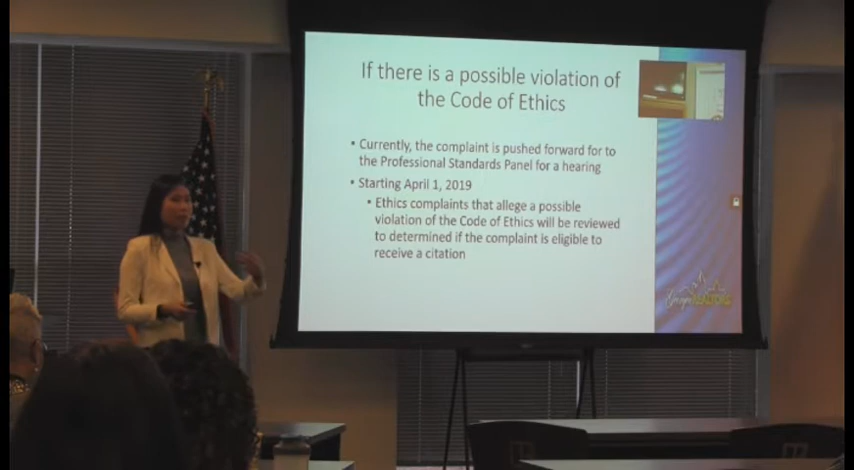 If there is a possible violation of
the Code of Ethics
• Currently, the complaint is pushed forward for to
the Professional Standards Panel for a hearing
• Starting April 1, 2019
• Ethics complaints that allege a possible
violation of the Code of Ethics will be reviewed
to determined if the complaint is eligible to
receive a citation
Georgia REALTORS